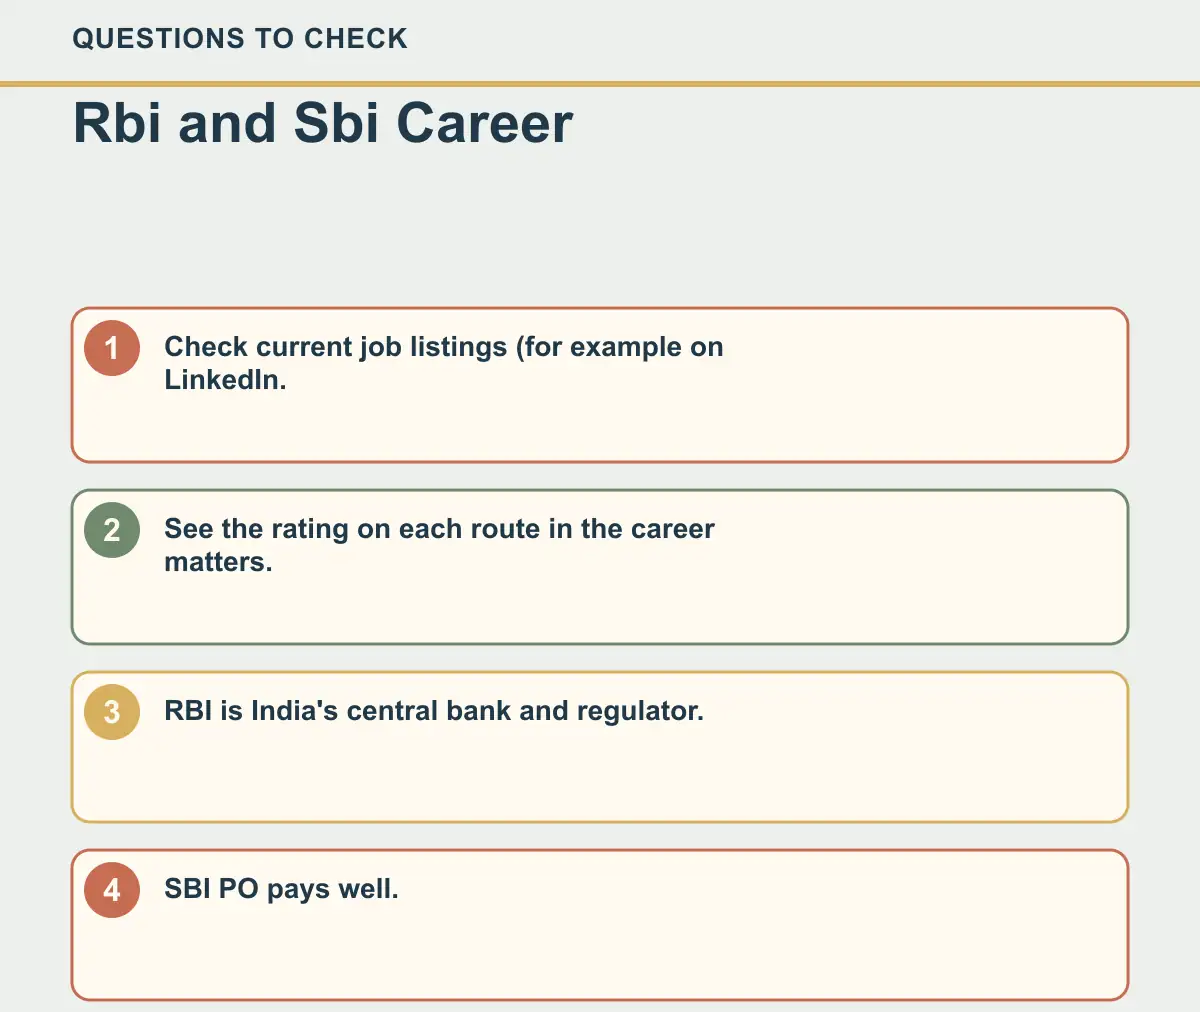 QUESTIONS TO CHECK
Rbi and Sbi Career
1
Check current job listings (for example on
LinkedIn.
2
See the rating on each route in the career
matters.
3
RBI is India's central bank and regulator.
4
SBI PO pays well.